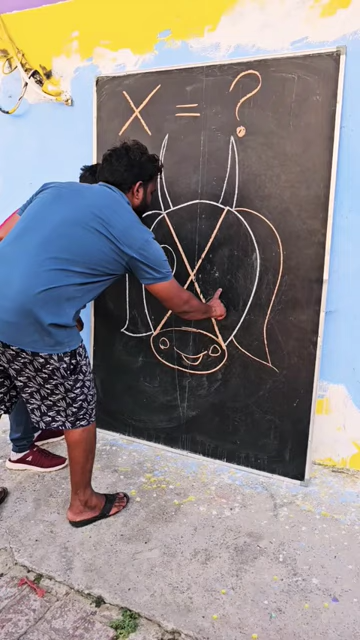 X = ?